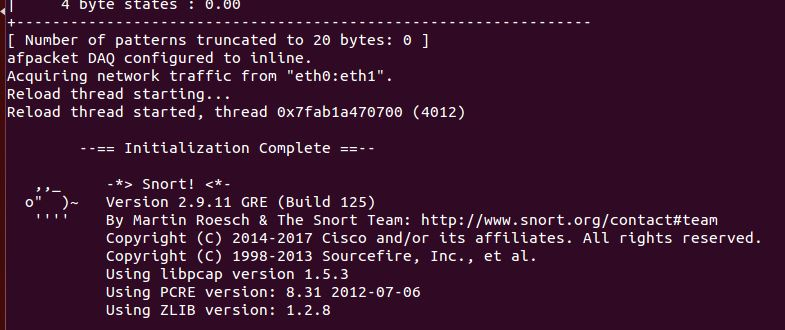 |     4 byte states : 0.00
+----------------------------------------------------------------
[ Number of patterns truncated to 20 bytes: 0 ]
afpacket DAQ configured to inline.
Acquiring network traffic from "eth0:eth1".
Reload thread starting...
Reload thread started, thread 0x7fab1a470700 (4012)

        --== Initialization Complete ==--

   ,,_     -*> Snort! <*-
  o"  )~   Version 2.9.11 GRE (Build 125)
   ''''    By Martin Roesch & The Snort Team: http://www.snort.org/contact#team
           Copyright (C) 2014-2017 Cisco and/or its affiliates. All rights reserved.
           Copyright (C) 1998-2013 Sourcefire, Inc., et al.
           Using libpcap version 1.5.3
           Using PCRE version: 8.31 2012-07-06
           Using ZLIB version: 1.2.8